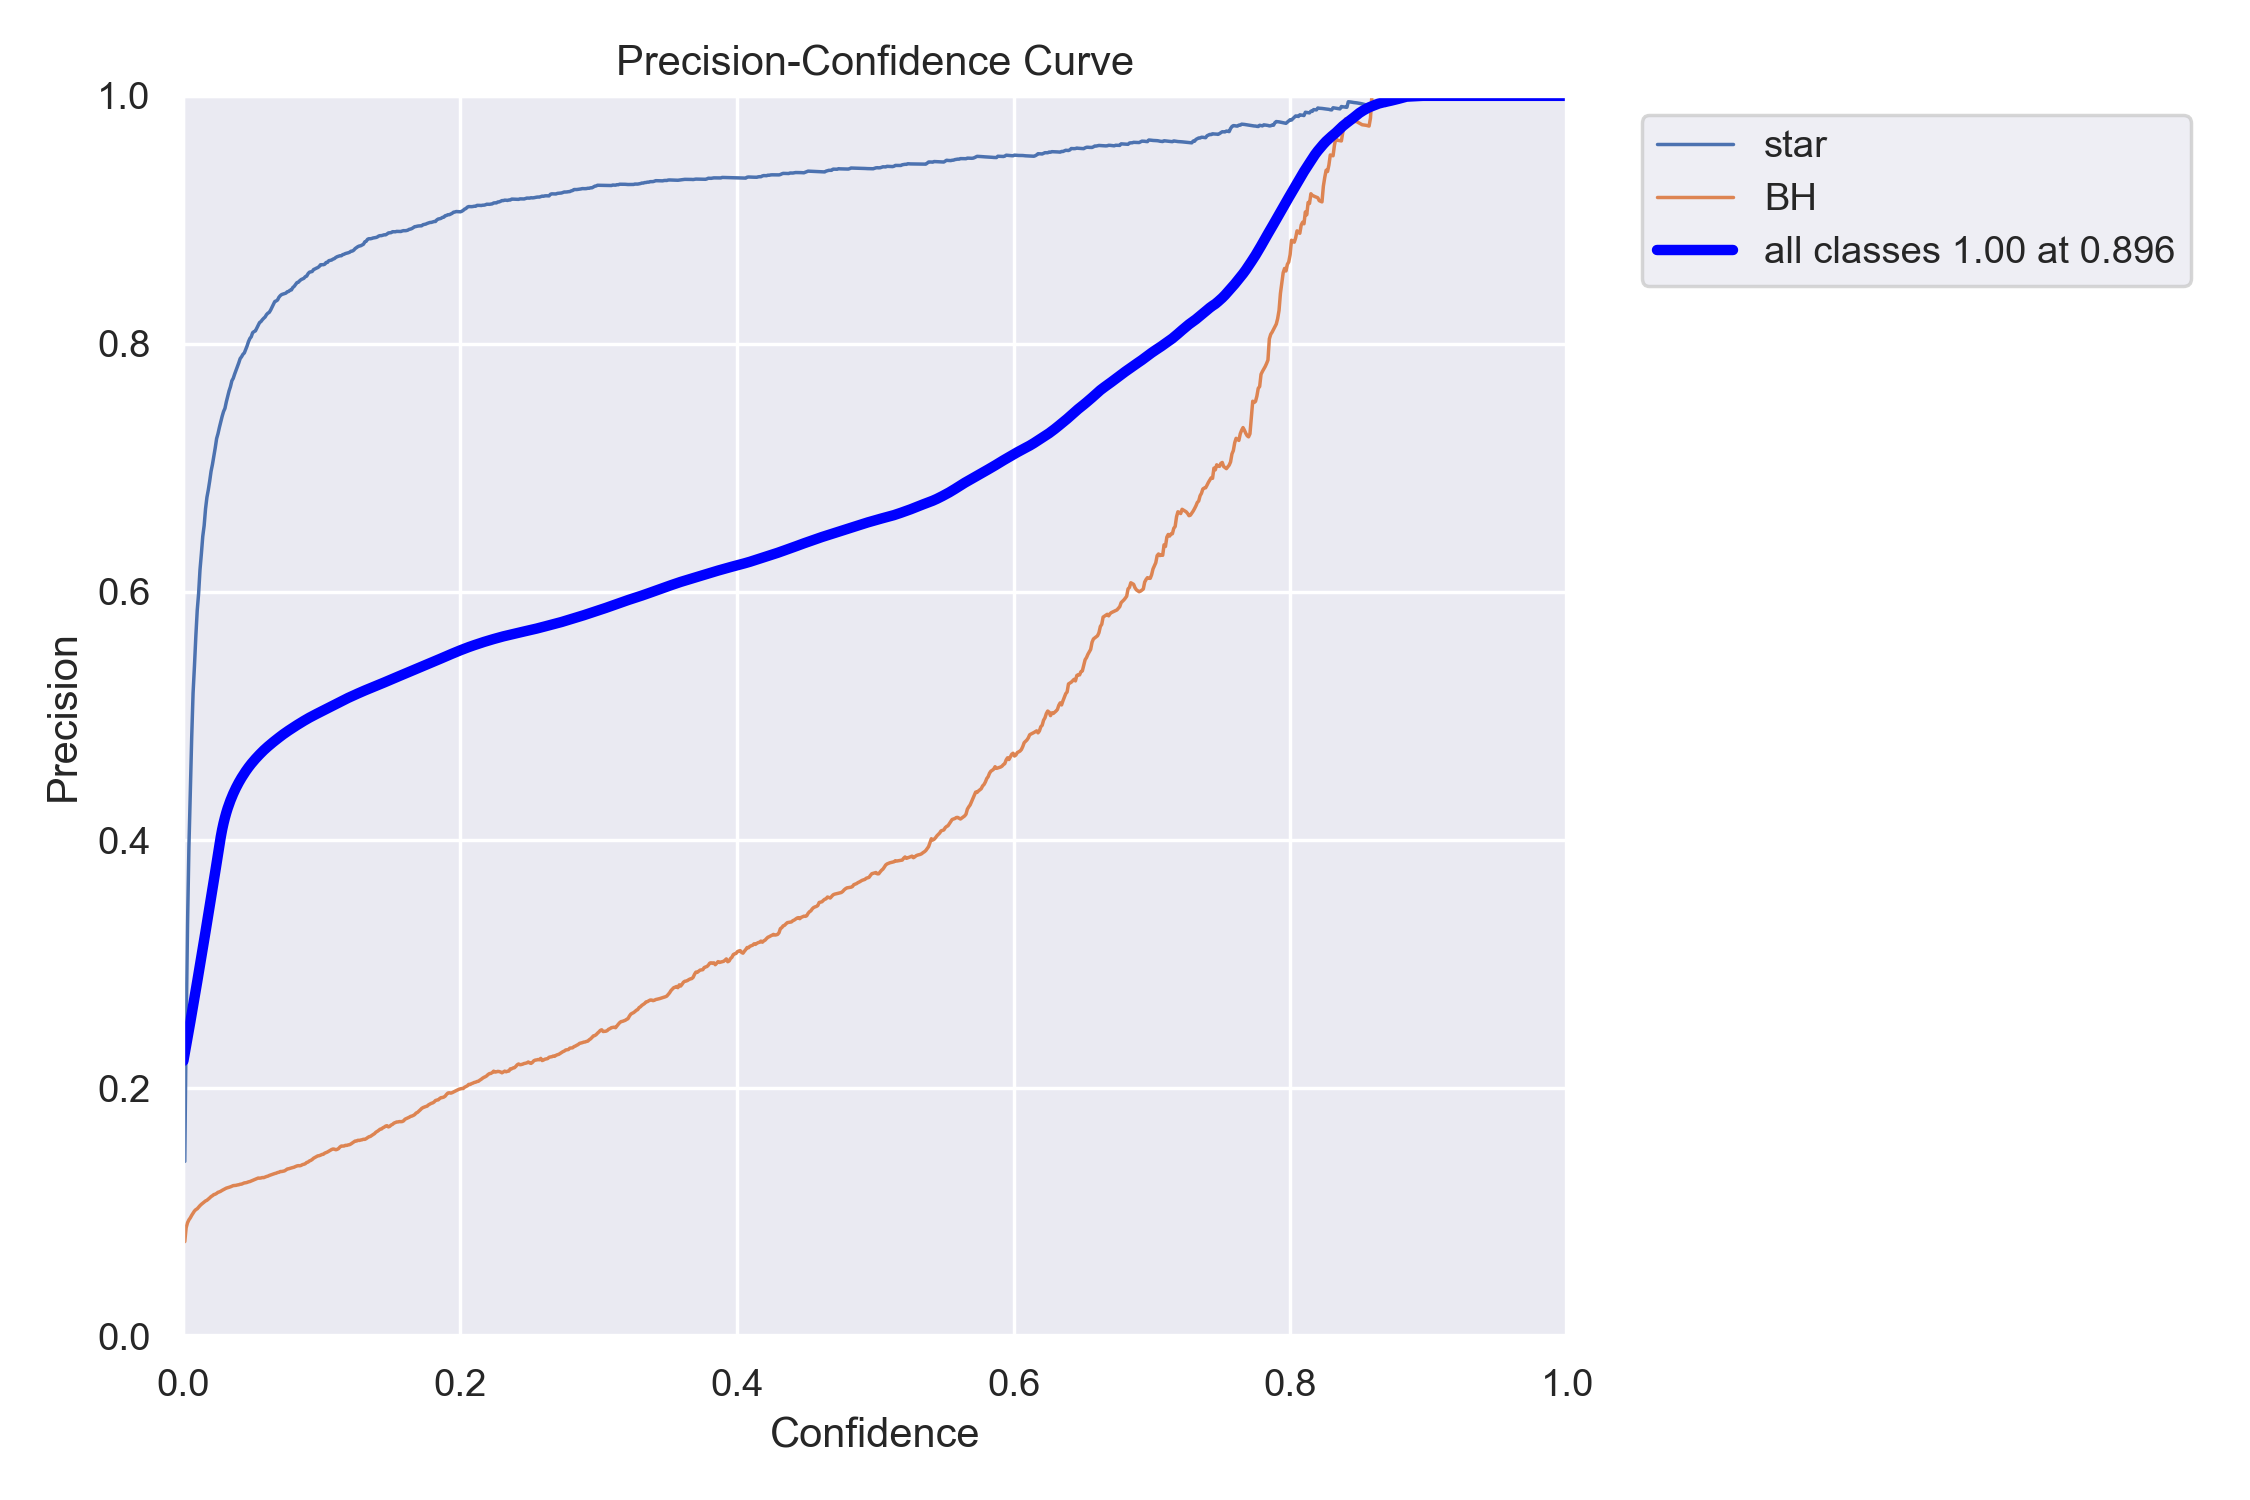 Precision-Confidence Curve
1.0
0.8
0.6
0.4
0.2
0.0
Precision
0.0 0.2 0.4 0.6 0.8 1.0
Confidence
star
BH
all classes 1.00 at 0.896